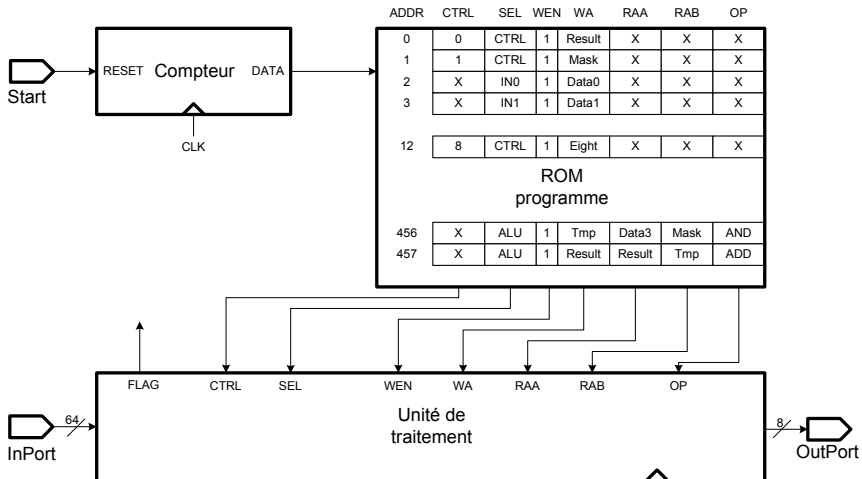 ADDR CTRL SEL WEN WA RAA RAB OP
0 0 CTRL 1 Result X X X
1 1 CTRL 1 Mask X X X
2 X IN0 1 Data0 X X X
3 X IN1 1 Data1 X X X
12 8 CTRL 1 Eight X X X
ROM
programme
456 X ALU 1 Tmp Data3 Mask AND
457 X ALU 1 Result Result Tmp ADD
Start
RESET Compteur DATA
CLK
FLAG CTRL SEL WEN WA RAA RAB OP
Unité de
traitement
64
InPort
8
OutPort